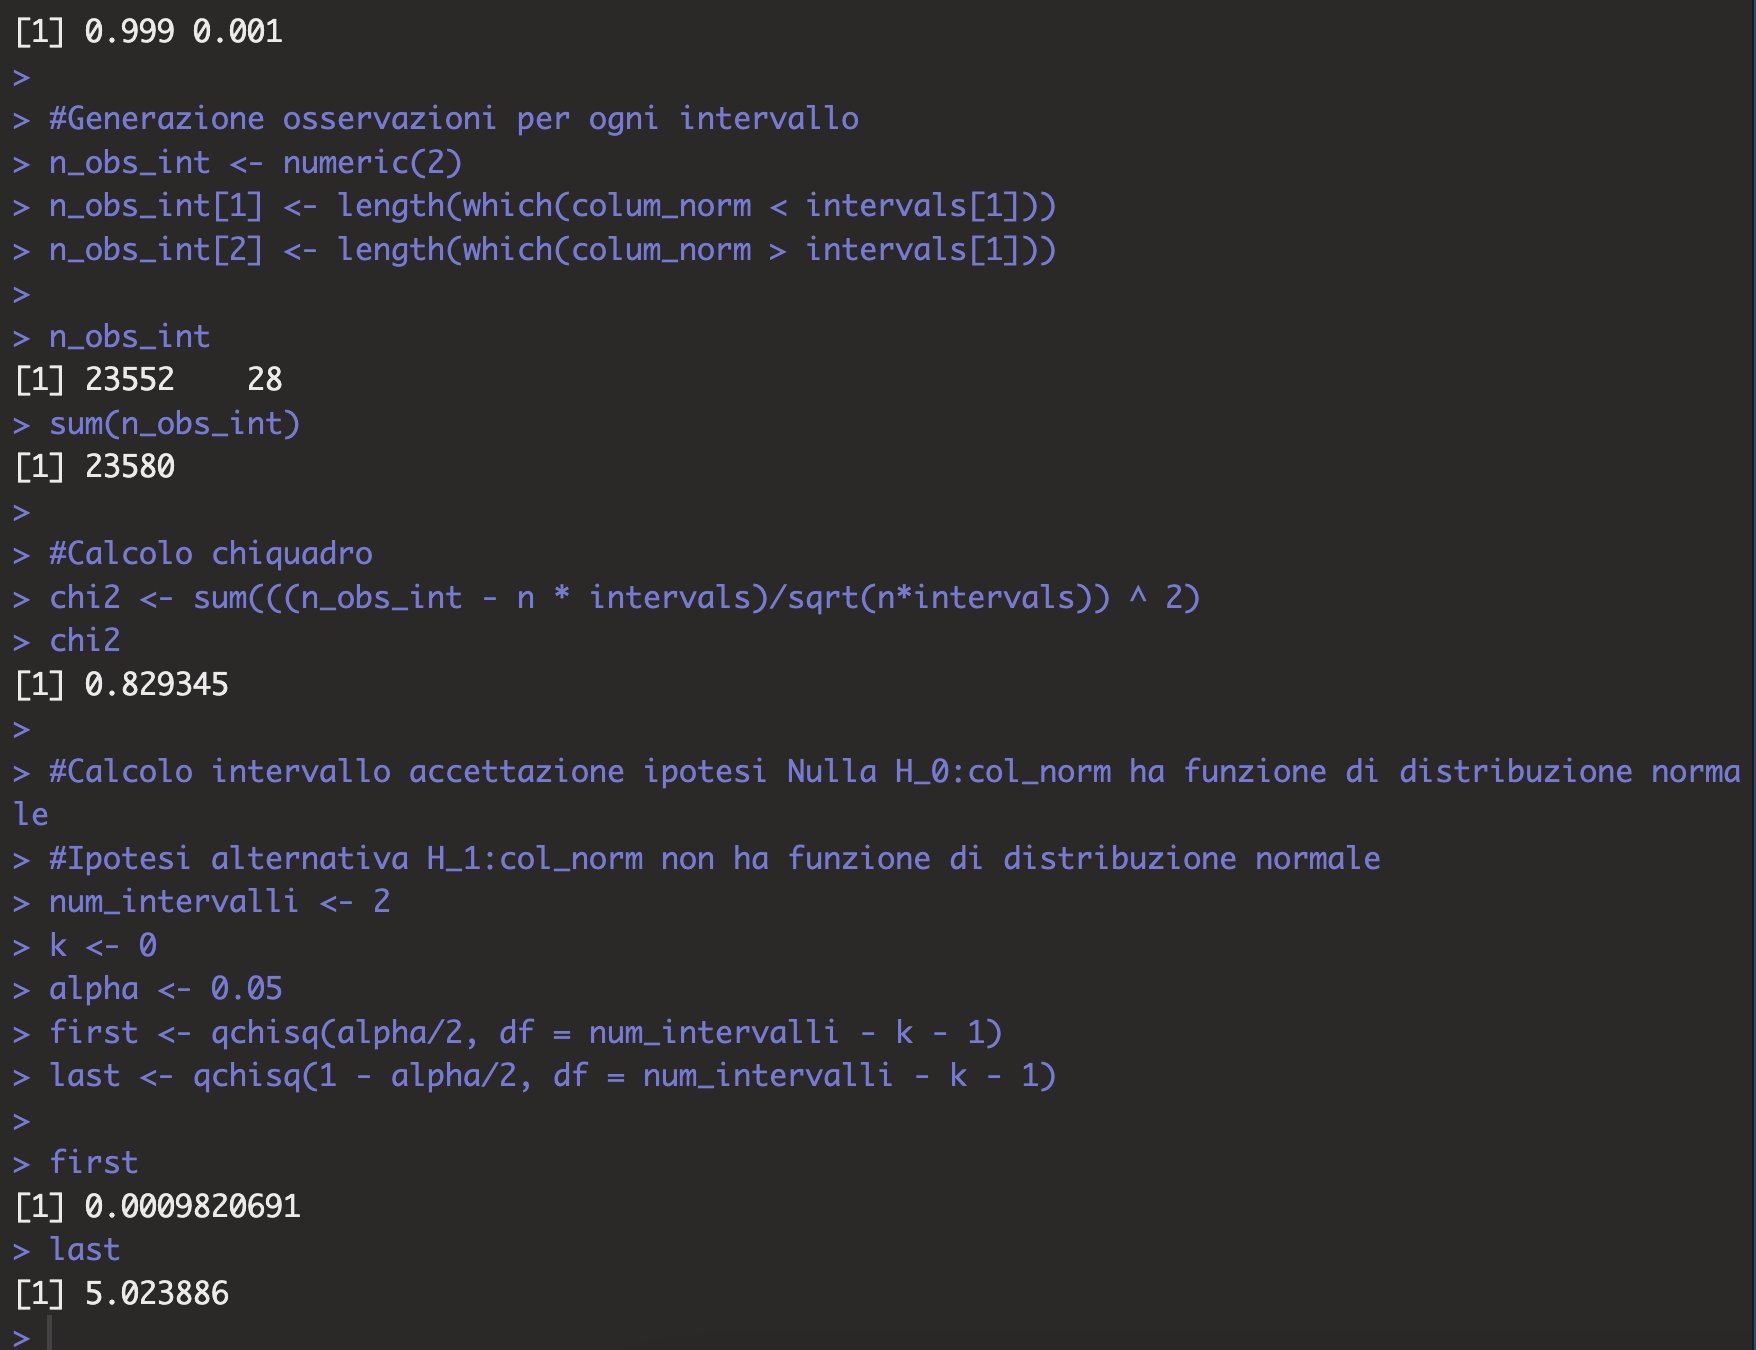 [1] 0.999 0.001
>
> #Generazione osservazioni per ogni intervallo
> n_obs_int <- numeric(2)
> n_obs_int[1] <- length(which(colum_norm < intervals[1]))
> n_obs_int[2] <- length(which(colum_norm > intervals[1]))
>
> n_obs_int
[1] 23552    28
> sum(n_obs_int)
[1] 23580
>
> #Calcolo chiquadro
> chi2 <- sum(((n_obs_int - n * intervals)/sqrt(n*intervals)) ^ 2)
> chi2
[1] 0.829345
>
> #Calcolo intervallo accettazione ipotesi Nulla H_0:col_norm ha funzione di distribuzione norma
le
> #Ipotesi alternativa H_1:col_norm non ha funzione di distribuzione normale
> num_intervalli <- 2
> k <- 0
> alpha <- 0.05
> first <- qchisq(alpha/2, df = num_intervalli - k - 1)
> last <- qchisq(1 - alpha/2, df = num_intervalli - k - 1)
>
> first
[1] 0.0009820691
> last
[1] 5.023886
>